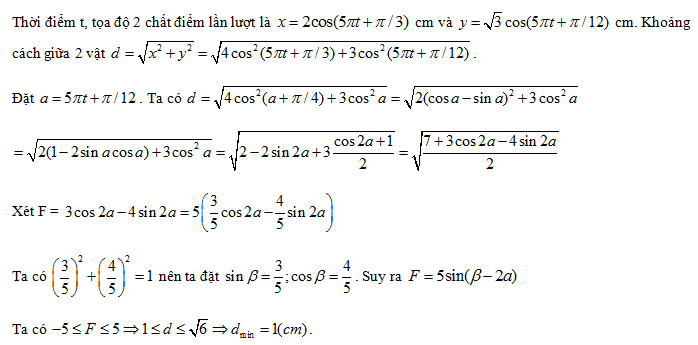 Thời điểm t, tọa độ 2 chất điểm lần lượt là x = 2cos(5πt + π/3) cm và y = √3 cos(5πt + π/12) cm. Khoảng
cách giữa 2 vật d = √(x² + y²) = √(4cos²(5πt + π/3) + 3cos²(5πt + π/12)) .
Đặt a = 5πt + π/12 . Ta có d = √(4cos²(a + π/4) + 3cos² a) = √(2(cos a − sin a)² + 3cos² a)
= √(2(1 − 2sin a cos a) + 3cos² a) = √(2 − 2sin 2a + 3 (cos 2a + 1)/2) = √((7 + 3cos 2a − 4sin 2a)/2)
Xét F = 3cos 2a − 4sin 2a = 5(3/5 cos 2a − 4/5 sin 2a)
Ta có (3/5)² + (4/5)² = 1 nên ta đặt sin β = 3/5; cos β = 4/5 . Suy ra F = 5sin(β − 2a)
Ta có −5 ≤ F ≤ 5 ⇒ 1 ≤ d ≤ √6 ⇒ d_min = 1(cm) .